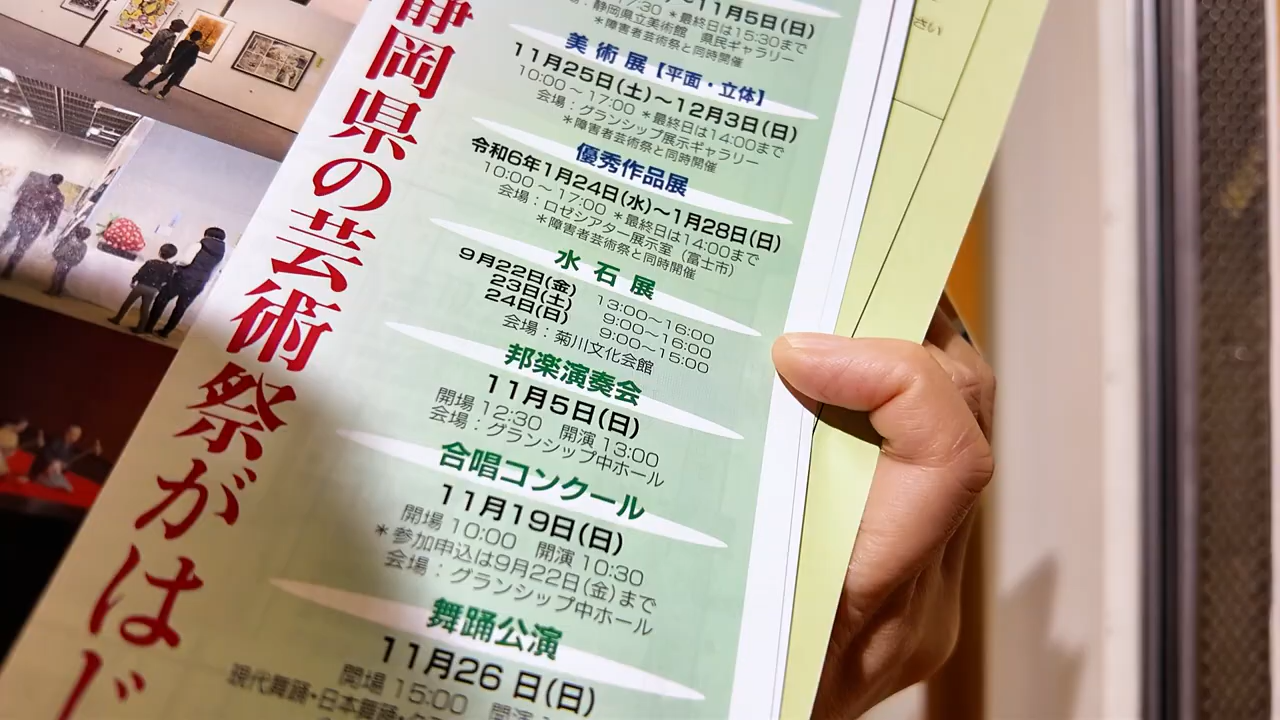 静岡県の芸術祭がはじ
11月5日(日)
17:30 *最終日は15:30まで
会場：静岡県立美術館 県民ギャラリー
*障害者芸術祭と同時開催
美術展【平面・立体】
11月25日(土)〜12月3日(日)
10:00〜17:00 *最終日は14:00まで
会場：グランシップ展示ギャラリー
*障害者芸術祭と同時開催
優秀作品展
令和6年1月24日(水)〜1月28日(日)
10:00〜17:00 *最終日は14:00まで
会場：ロゼシアター展示室（富士市）
*障害者芸術祭と同時開催
水石展
9月22日(金) 13:00〜16:00
23日(土) 9:00〜16:00
24日(日) 9:00〜15:00
会場：菊川文化会館
邦楽演奏会
11月5日(日)
開場 12:30 開演 13:00
会場：グランシップ中ホール
合唱コンクール
11月19日(日)
開場 10:00 開演 10:30
*参加申込は9月22日(金)まで
会場：グランシップ中ホール
舞踊公演
11月26日(日)
開場 15:00 開演
現代舞踊・日本舞踊・
さい